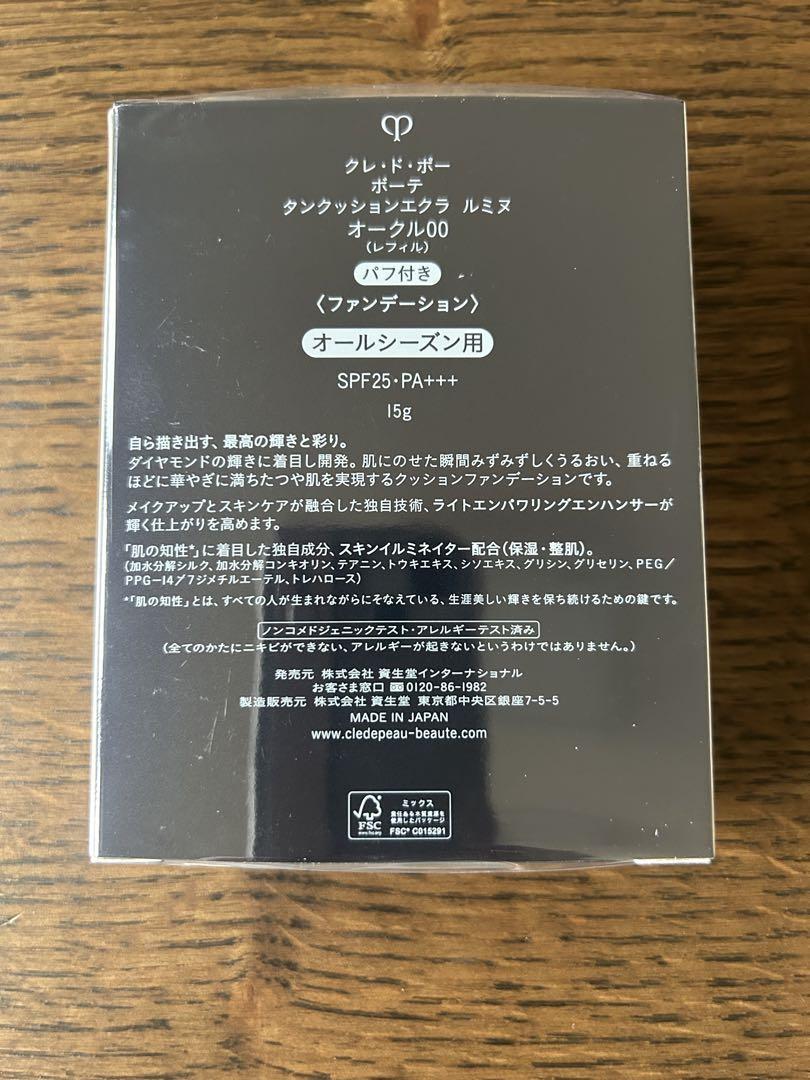 クレ・ド・ポー
ボーテ
タンクッションエクラ ルミヌ
オークル00
(レフィル)
パフ付き
〈ファンデーション〉
オールシーズン用
SPF25・PA+++
15g
自ら描き出す、最高の輝きと彩り。
ダイヤモンドの輝きに着目し開発。肌にのせた瞬間みずみずしくうるおい、重ねる
ほどに華やぎに満ちたつや肌を実現するクッションファンデーションです。
メイクアップとスキンケアが融合した独自技術、ライトエンパワリングエンハンサーが
輝く仕上がりを高めます。
「肌の知性*」に着目した独自成分、スキンイルミネイター配合(保湿・整肌)。
(加水分解シルク、加水分解コンキオリン、テアニン、トウキエキス、シソエキス、グリシン、グリセリン、PEG/
PPG-14/7ジメチルエーテル、トレハロース)
*「肌の知性」とは、すべての人が生まれながらにそなえている、生涯美しい輝きを保ち続けるための鍵です。
ノンコメドジェニックテスト・アレルギーテスト済み
(全てのかたにニキビができない、アレルギーが起きないというわけではありません。)
発売元 株式会社 資生堂インターナショナル
お客さま窓口 0120-86-1982
製造販売元 株式会社 資生堂 東京都中央区銀座7-5-5
MADE IN JAPAN
www.cledepeau-beaute.com
FSC
www.fsc.org
ミックス
責任ある木質資源を
使用したパッケージ
FSC® C015291